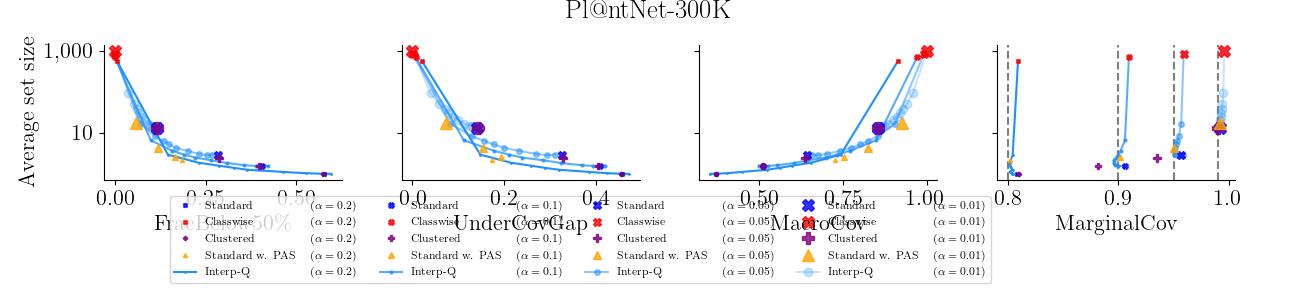 Pl@ntNet-300K
Average set size
1,000
10
0.00 0.25 0.50
0.0 0.2 0.4
0.50 0.75 1.00
0.8 0.9 1.0
FracBelow50% UnderCovGap MacroCov MarginalCov
Standard (α = 0.2) Standard (α = 0.1) Standard (α = 0.05) Standard (α = 0.01)
Classwise (α = 0.2) Classwise (α = 0.1) Classwise (α = 0.05) Classwise (α = 0.01)
Clustered (α = 0.2) Clustered (α = 0.1) Clustered (α = 0.05) Clustered (α = 0.01)
Standard w. PAS (α = 0.2) Standard w. PAS (α = 0.1) Standard w. PAS (α = 0.05) Standard w. PAS (α = 0.01)
Interp-Q (α = 0.2) Interp-Q (α = 0.1) Interp-Q (α = 0.05) Interp-Q (α = 0.01)